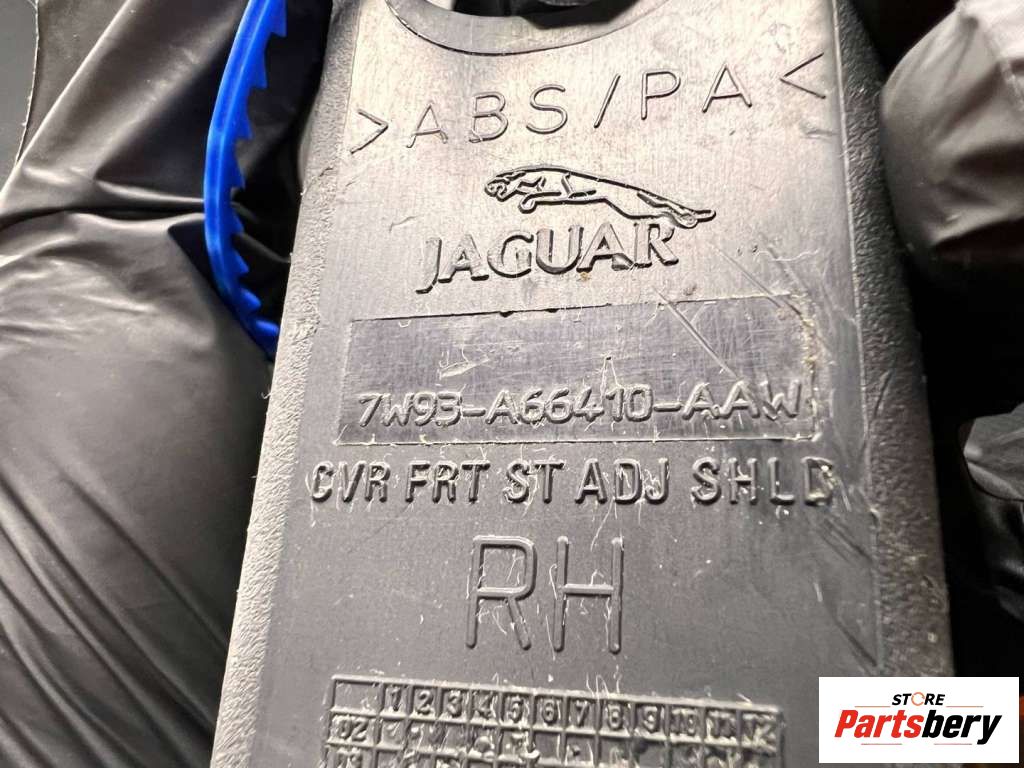 >ABS/PA<
JAGUAR
7W93-A66410-AAW
CVR FRT ST ADJ SHLD
RH
1 2 3 4 5 6 7 8 9 10 11 12
02
STORE
Partsbery